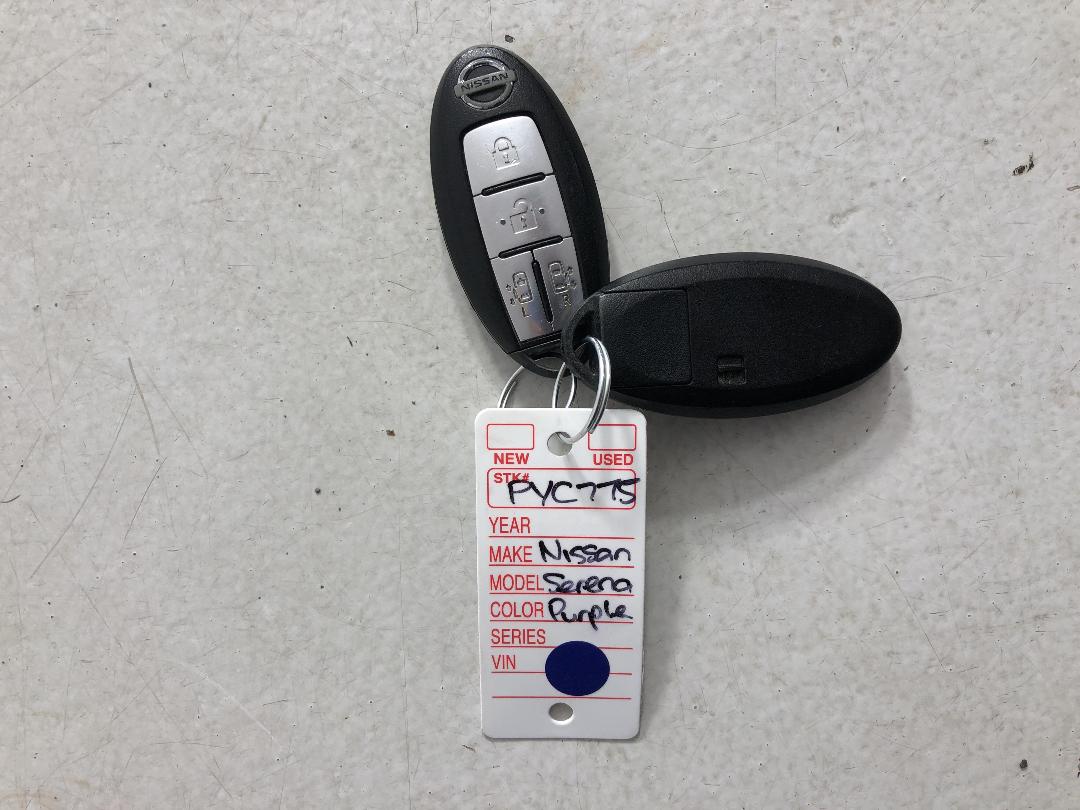 NISSAN
NEW USED
STK# PYC775
YEAR
MAKE Nissan
MODEL Serena
COLOR Purple
SERIES
VIN